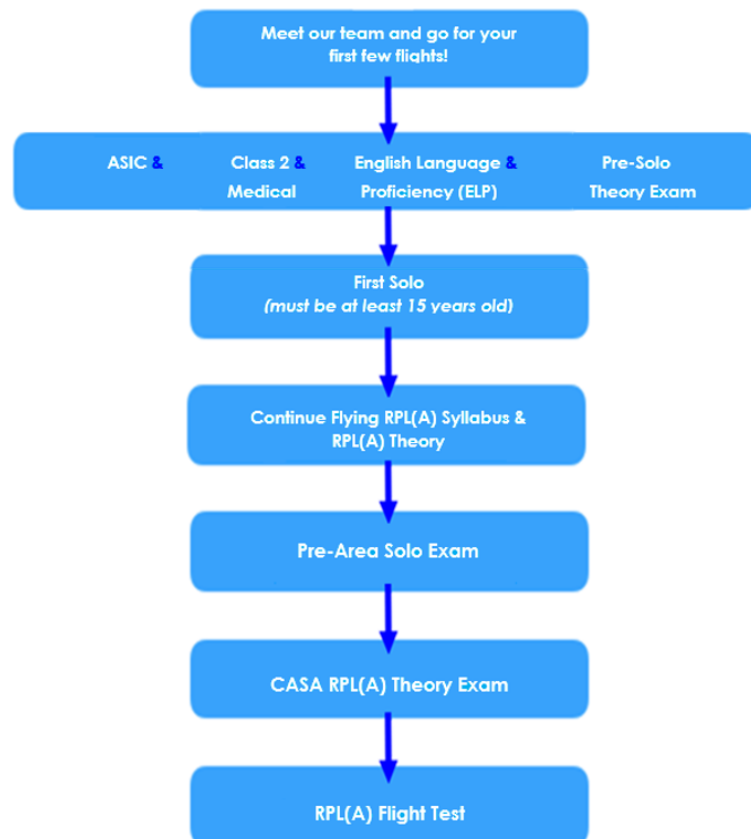 Meet our team and go for your
first few flights!
ASIC & Class 2 & English Language & Pre-Solo
Medical Proficiency (ELP) Theory Exam
First Solo
(must be at least 15 years old)
Continue Flying RPL(A) Syllabus &
RPL(A) Theory
Pre-Area Solo Exam
CASA RPL(A) Theory Exam
RPL(A) Flight Test